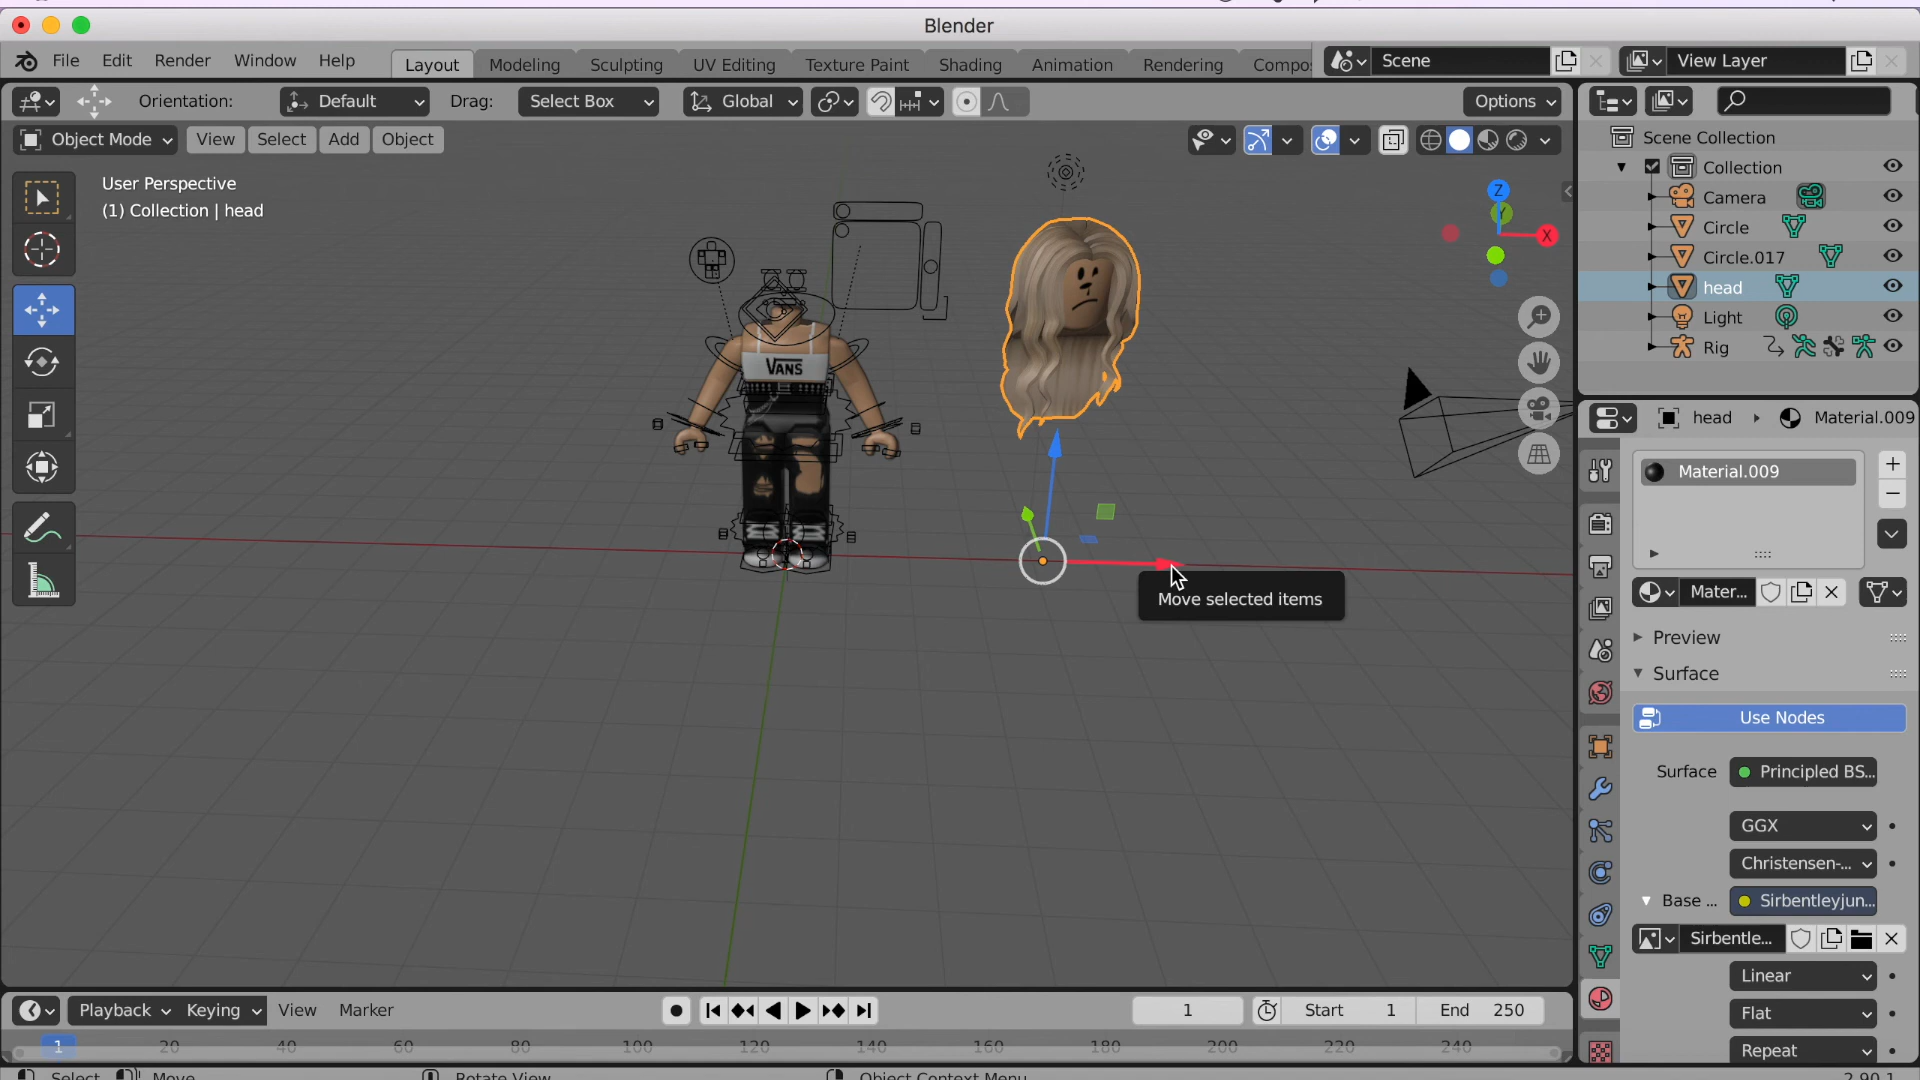 Blender
File Edit Render Window Help Layout Modeling Sculpting UV Editing Texture Paint Shading Animation Rendering Compos Scene View Layer
Orientation: Default Drag: Select Box Global Options
Object Mode View Select Add Object
User Perspective
(1) Collection | head
Z
Y
X
VANS
Move selected items
Scene Collection
Collection
Camera
Circle
Circle.017
head
Light
Rig
head Material.009
Material.009
Mater...
Preview
Surface
Use Nodes
Surface Principled BS...
GGX
Christensen-...
Base ... Sirbentleyjun...
Sirbentle...
Linear
Flat
Repeat
Playback Keying View Marker 1 Start 1 End 250
1 20 40 60 80 100 120 140 160 180 200 220 240
Select Move Rotate View Object Context Menu 2.90.1